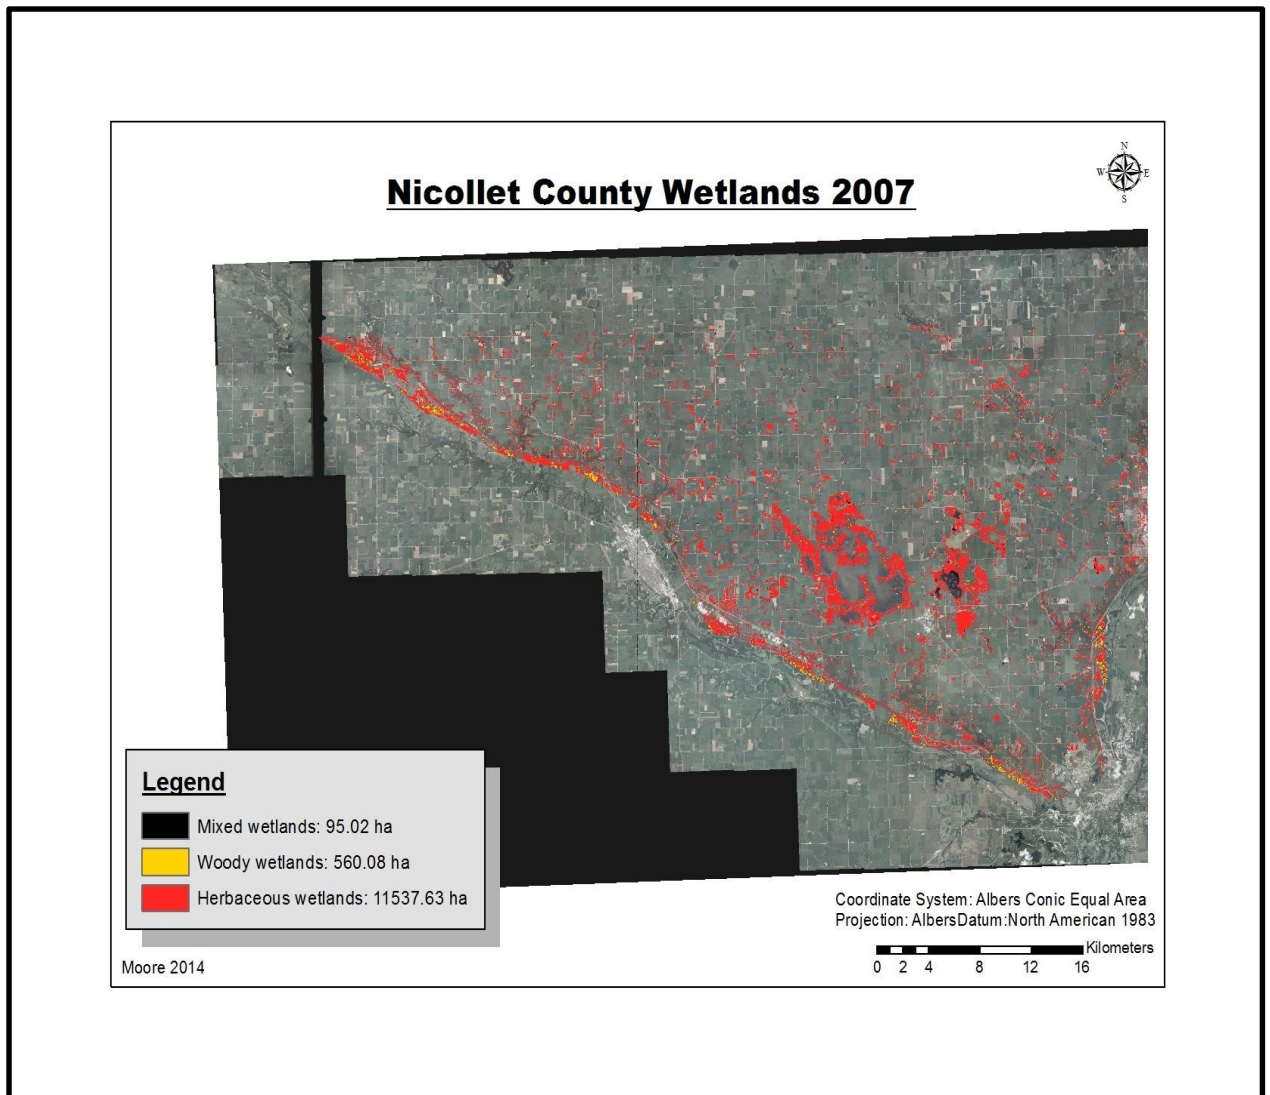 N
W E
S
Nicollet County Wetlands 2007
Legend
Mixed wetlands: 95.02 ha
Woody wetlands: 560.08 ha
Herbaceous wetlands: 11537.63 ha
Coordinate System: Albers Conic Equal Area
Projection: AlbersDatum:North American 1983
Kilometers
0 2 4 8 12 16
Moore 2014